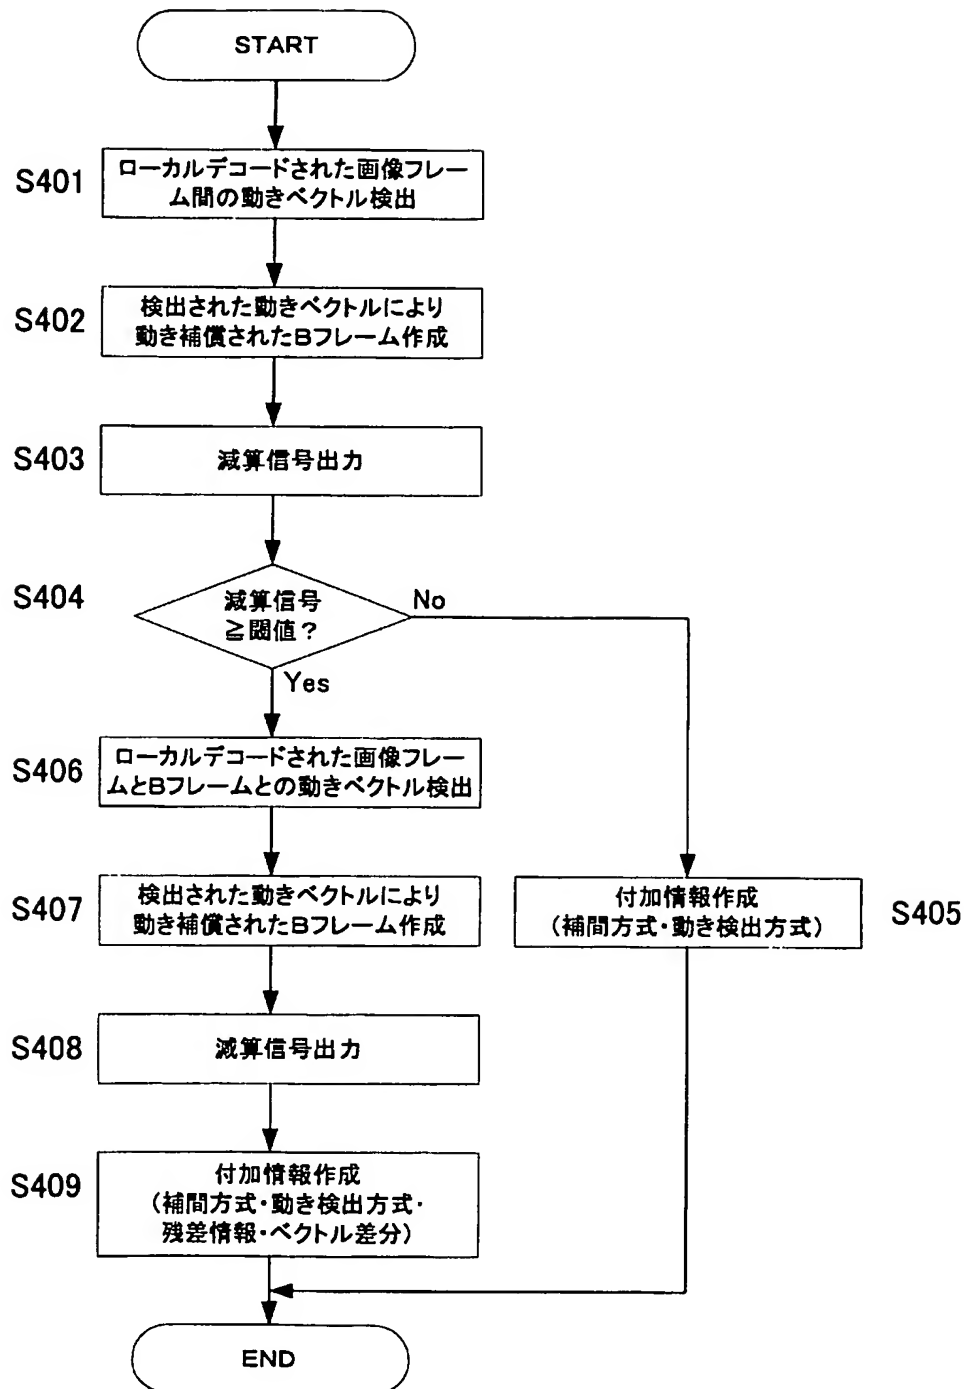 START
S401
ローカルデコードされた画像フレー
ム間の動きベクトル検出
S402
検出された動きベクトルにより
動き補償されたBフレーム作成
S403
減算信号出力
S404
減算信号
≧閾値?
No
Yes
S406
ローカルデコードされた画像フレー
ムとBフレームとの動きベクトル検出
S407
検出された動きベクトルにより
動き補償されたBフレーム作成
付加情報作成
(補間方式・動き検出方式)
S405
S408
減算信号出力
S409
付加情報作成
(補間方式・動き検出方式・
残差情報・ベクトル差分)
END